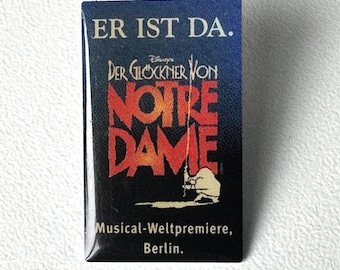 ER IST DA.
Disney's
DER GLÖCKNER VON
NOTRE
DAME
Musical-Weltpremiere,
Berlin.